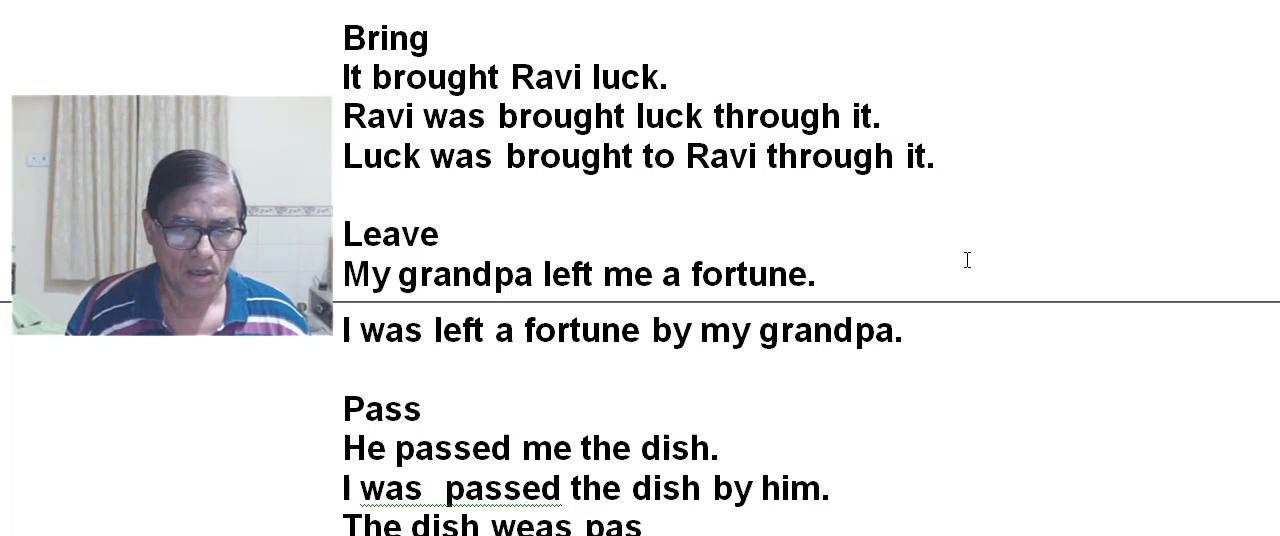 Bring
It brought Ravi luck.
Ravi was brought luck through it.
Luck was brought to Ravi through it.
Leave
My grandpa left me a fortune.
I was left a fortune by my grandpa.
Pass
He passed me the dish.
I was passed the dish by him.
The dish weas pas